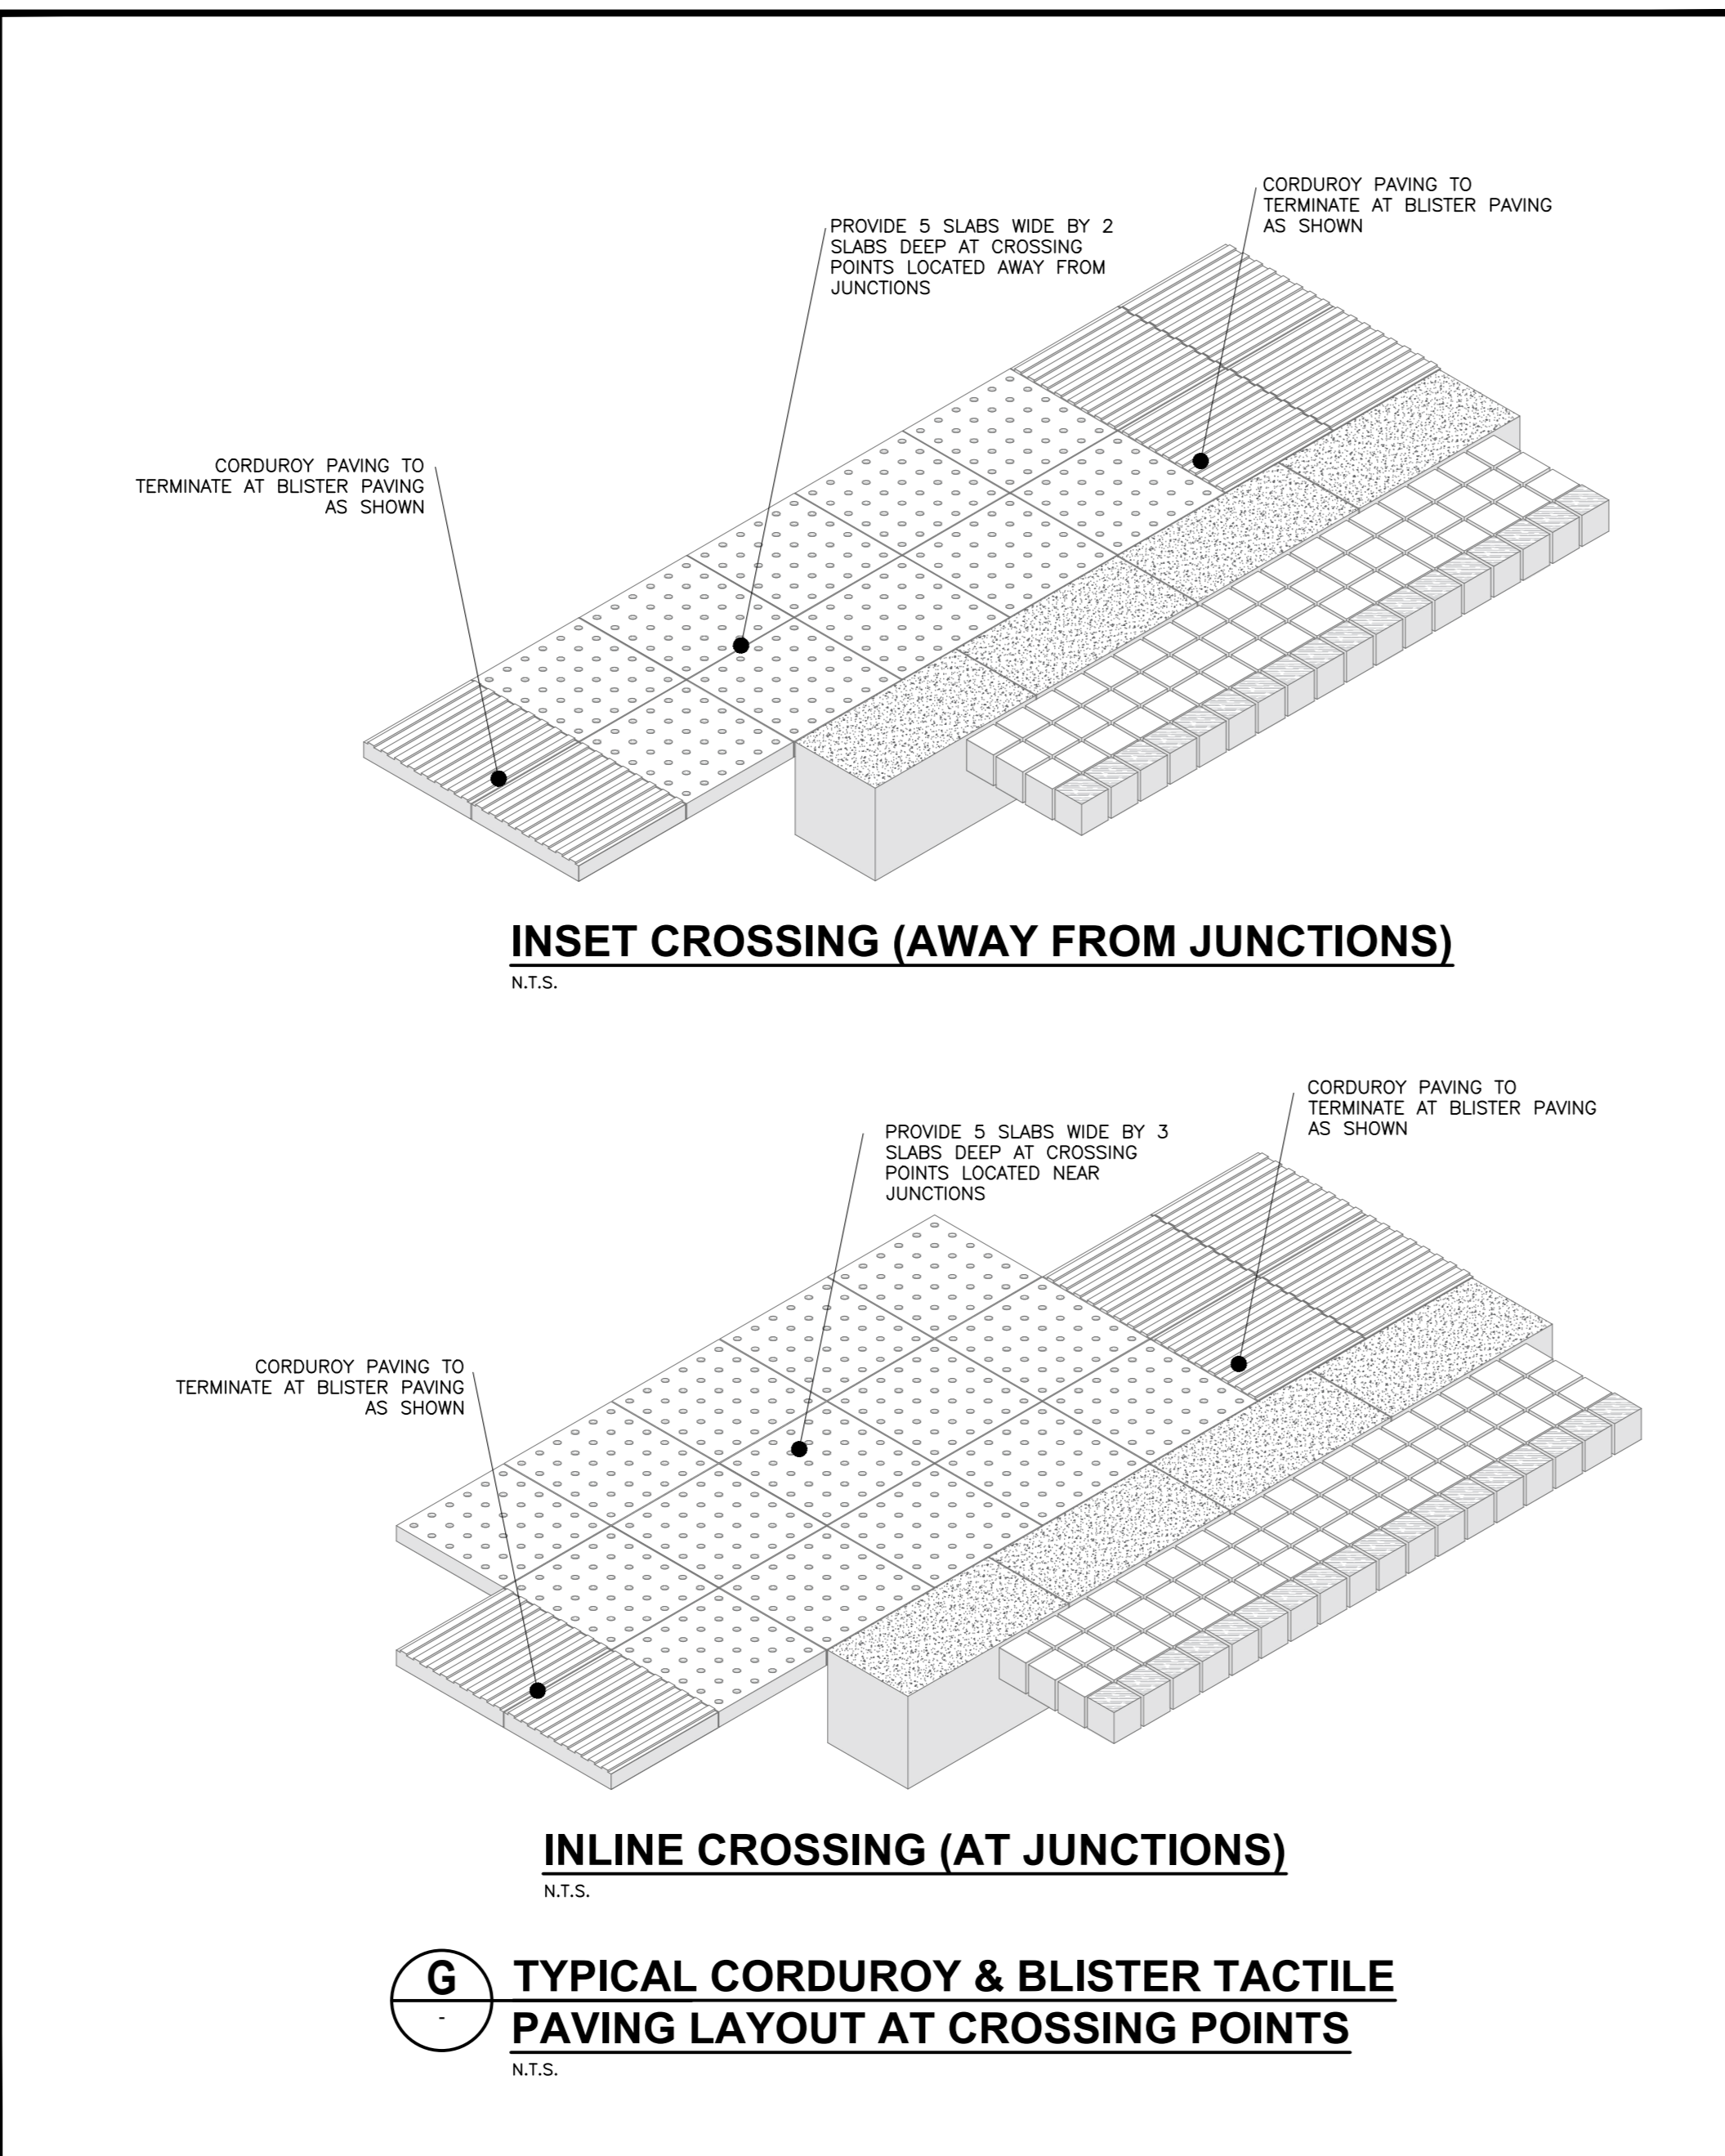 CORDUROY PAVING TO
TERMINATE AT BLISTER PAVING
AS SHOWN
PROVIDE 5 SLABS WIDE BY 2
SLABS DEEP AT CROSSING
POINTS LOCATED AWAY FROM
JUNCTIONS
CORDUROY PAVING TO
TERMINATE AT BLISTER PAVING
AS SHOWN
INSET CROSSING (AWAY FROM JUNCTIONS)
N.T.S.
CORDUROY PAVING TO
TERMINATE AT BLISTER PAVING
AS SHOWN
PROVIDE 5 SLABS WIDE BY 3
SLABS DEEP AT CROSSING
POINTS LOCATED NEAR
JUNCTIONS
CORDUROY PAVING TO
TERMINATE AT BLISTER PAVING
AS SHOWN
INLINE CROSSING (AT JUNCTIONS)
N.T.S.
G
-
TYPICAL CORDUROY & BLISTER TACTILE
PAVING LAYOUT AT CROSSING POINTS
N.T.S.